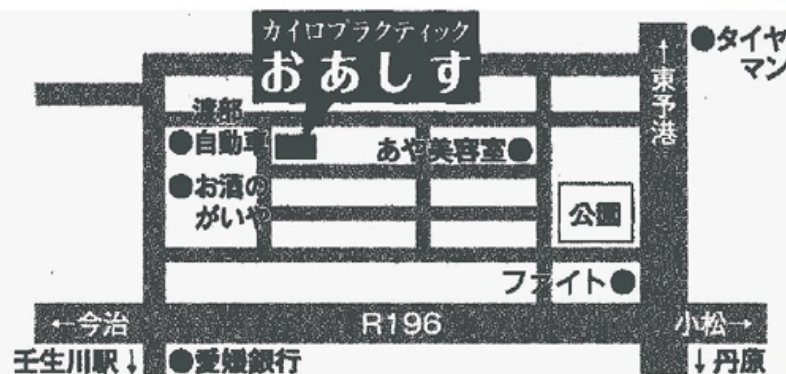 カイロプラクティック
おあしす
●タイヤ
マン
↑東予港
渡部
●自動車
あや美容室●
●お酒の
がいや
公園
ファイト●
←今治
R196
小松→
壬生川駅↓
●愛媛銀行
↓丹原